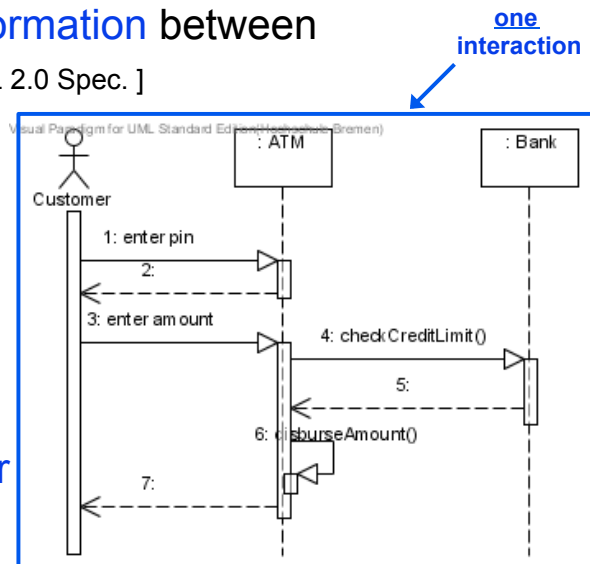 ormation between
one
interaction
2.0 Spec. ]
Visual Paradigm for UML Standard Edition(Hochschule Bremen)
: ATM
: Bank
Customer
1: enter pin
2:
3: enter amount
4: checkCreditLimit()
5:
6: disburseAmount()
r
7: